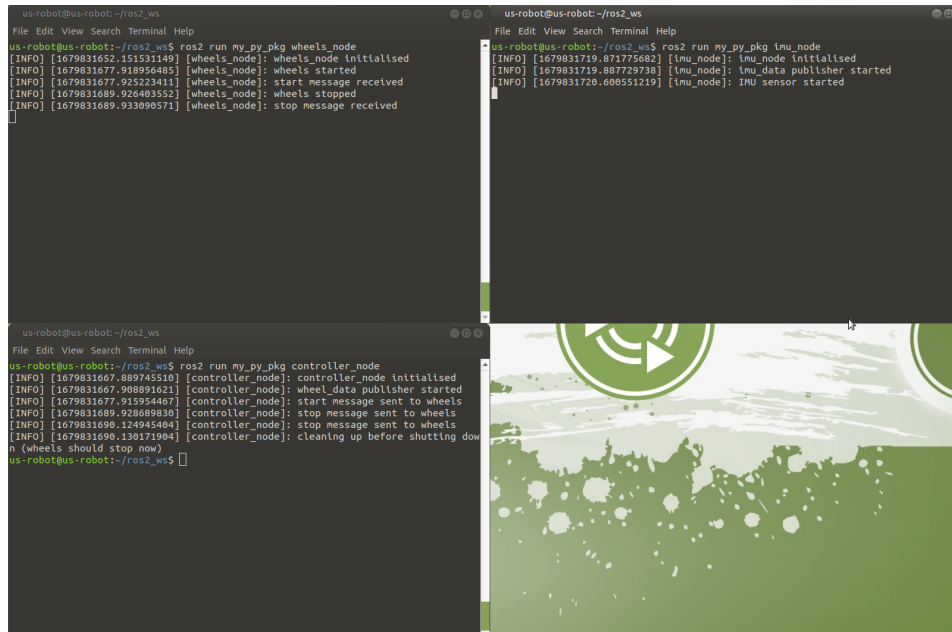 us-robot@us-robot: ~/ros2_ws
File Edit View Search Terminal Help
us-robot@us-robot:~/ros2_ws$ ros2 run my_py_pkg wheels_node
[INFO] [1679831652.151531149] [wheels_node]: wheels_node initialised
[INFO] [1679831677.918956485] [wheels_node]: wheels started
[INFO] [1679831677.925223411] [wheels_node]: start message received
[INFO] [1679831689.926403552] [wheels_node]: wheels stopped
[INFO] [1679831689.933090571] [wheels_node]: stop message received
us-robot@us-robot: ~/ros2_ws
File Edit View Search Terminal Help
us-robot@us-robot:~/ros2_ws$ ros2 run my_py_pkg imu_node
[INFO] [1679831719.871775682] [imu_node]: imu_node initialised
[INFO] [1679831719.887729738] [imu_node]: imu_data publisher started
[INFO] [1679831720.600551219] [imu_node]: IMU sensor started
us-robot@us-robot: ~/ros2_ws
File Edit View Search Terminal Help
us-robot@us-robot:~/ros2_ws$ ros2 run my_py_pkg controller_node
[INFO] [1679831667.889745510] [controller_node]: controller_node initialised
[INFO] [1679831667.908891621] [controller_node]: wheel_data publisher started
[INFO] [1679831677.915954467] [controller_node]: start message sent to wheels
[INFO] [1679831689.928689830] [controller_node]: stop message sent to wheels
[INFO] [1679831690.124945404] [controller_node]: stop message sent to wheels
[INFO] [1679831690.130171904] [controller_node]: cleaning up before shutting dow
n (wheels should stop now)
us-robot@us-robot:~/ros2_ws$